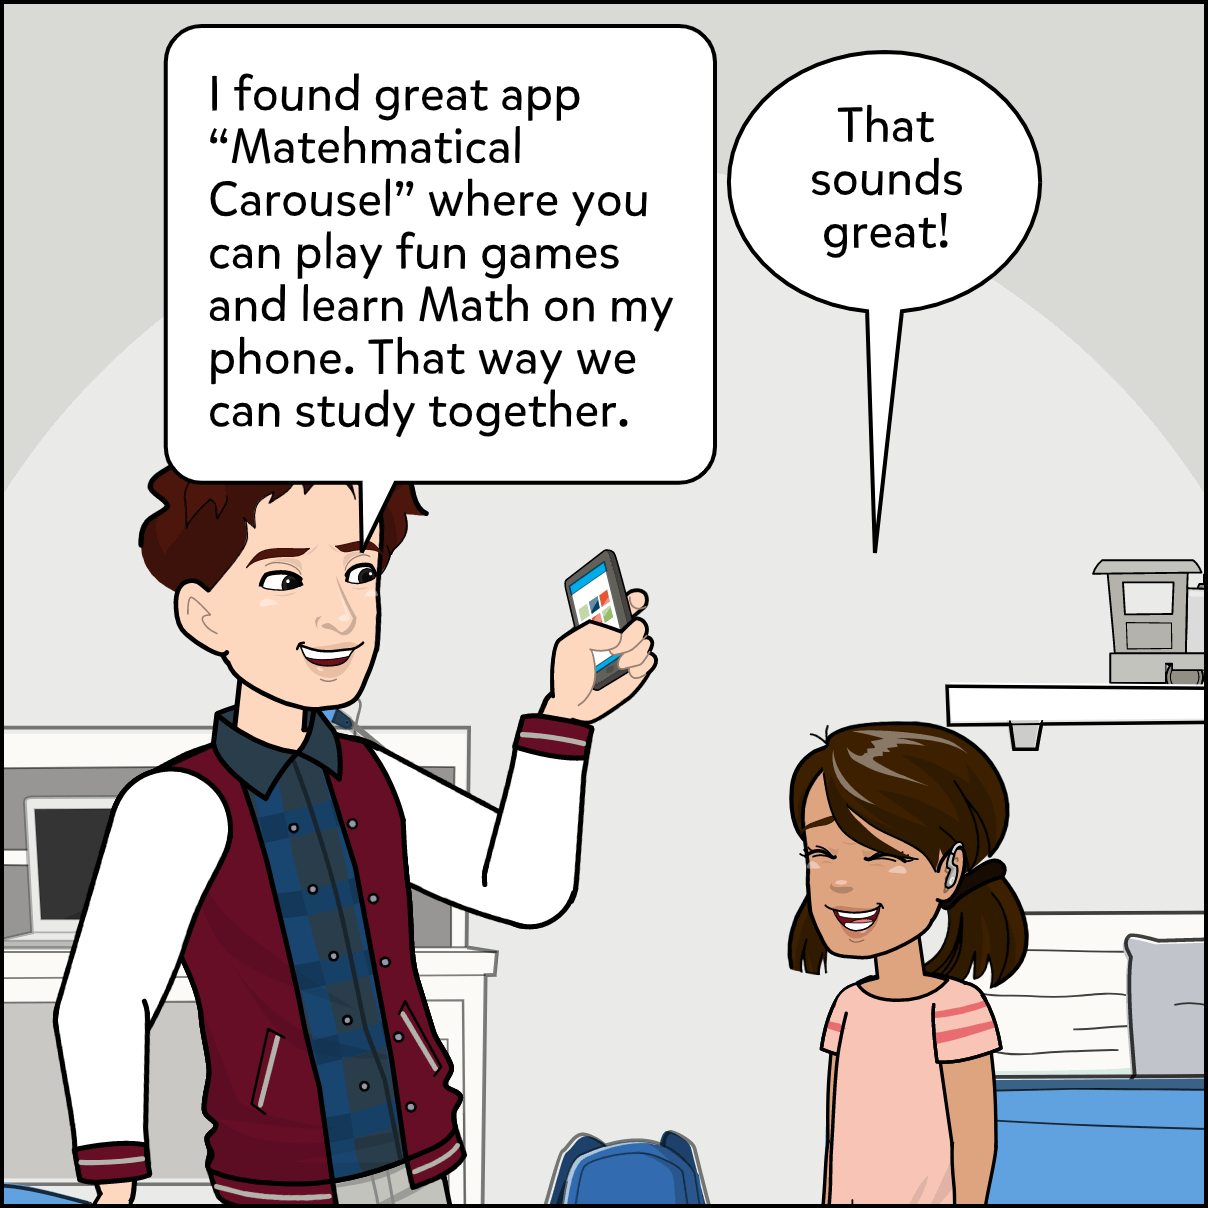 I found great app
“Matehmatical
Carousel” where you
can play fun games
and learn Math on my
phone. That way we
can study together.
That
sounds
great!